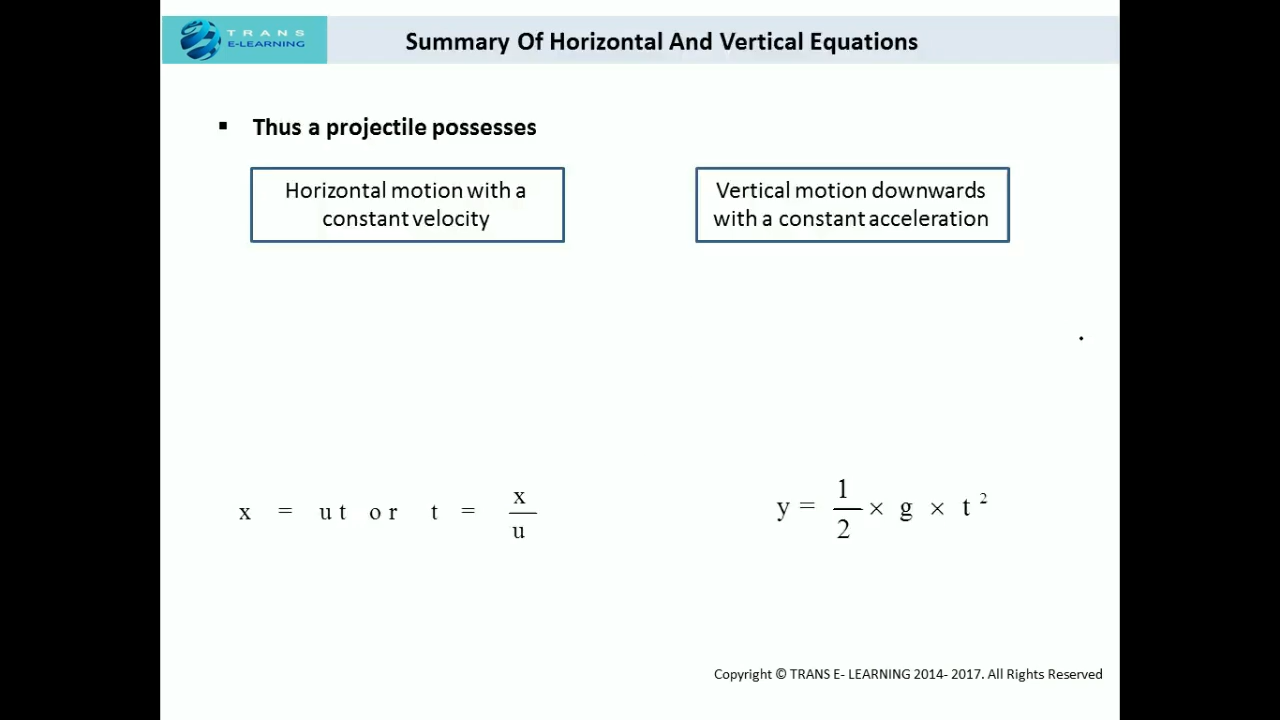 TRANS
E-LEARNING
Summary Of Horizontal And Vertical Equations
▪ Thus a projectile possesses
Horizontal motion with a
constant velocity
Vertical motion downwards
with a constant acceleration
x = ut or t = x/u
y = 1/2 × g × t²
Copyright © TRANS E- LEARNING 2014- 2017. All Rights Reserved